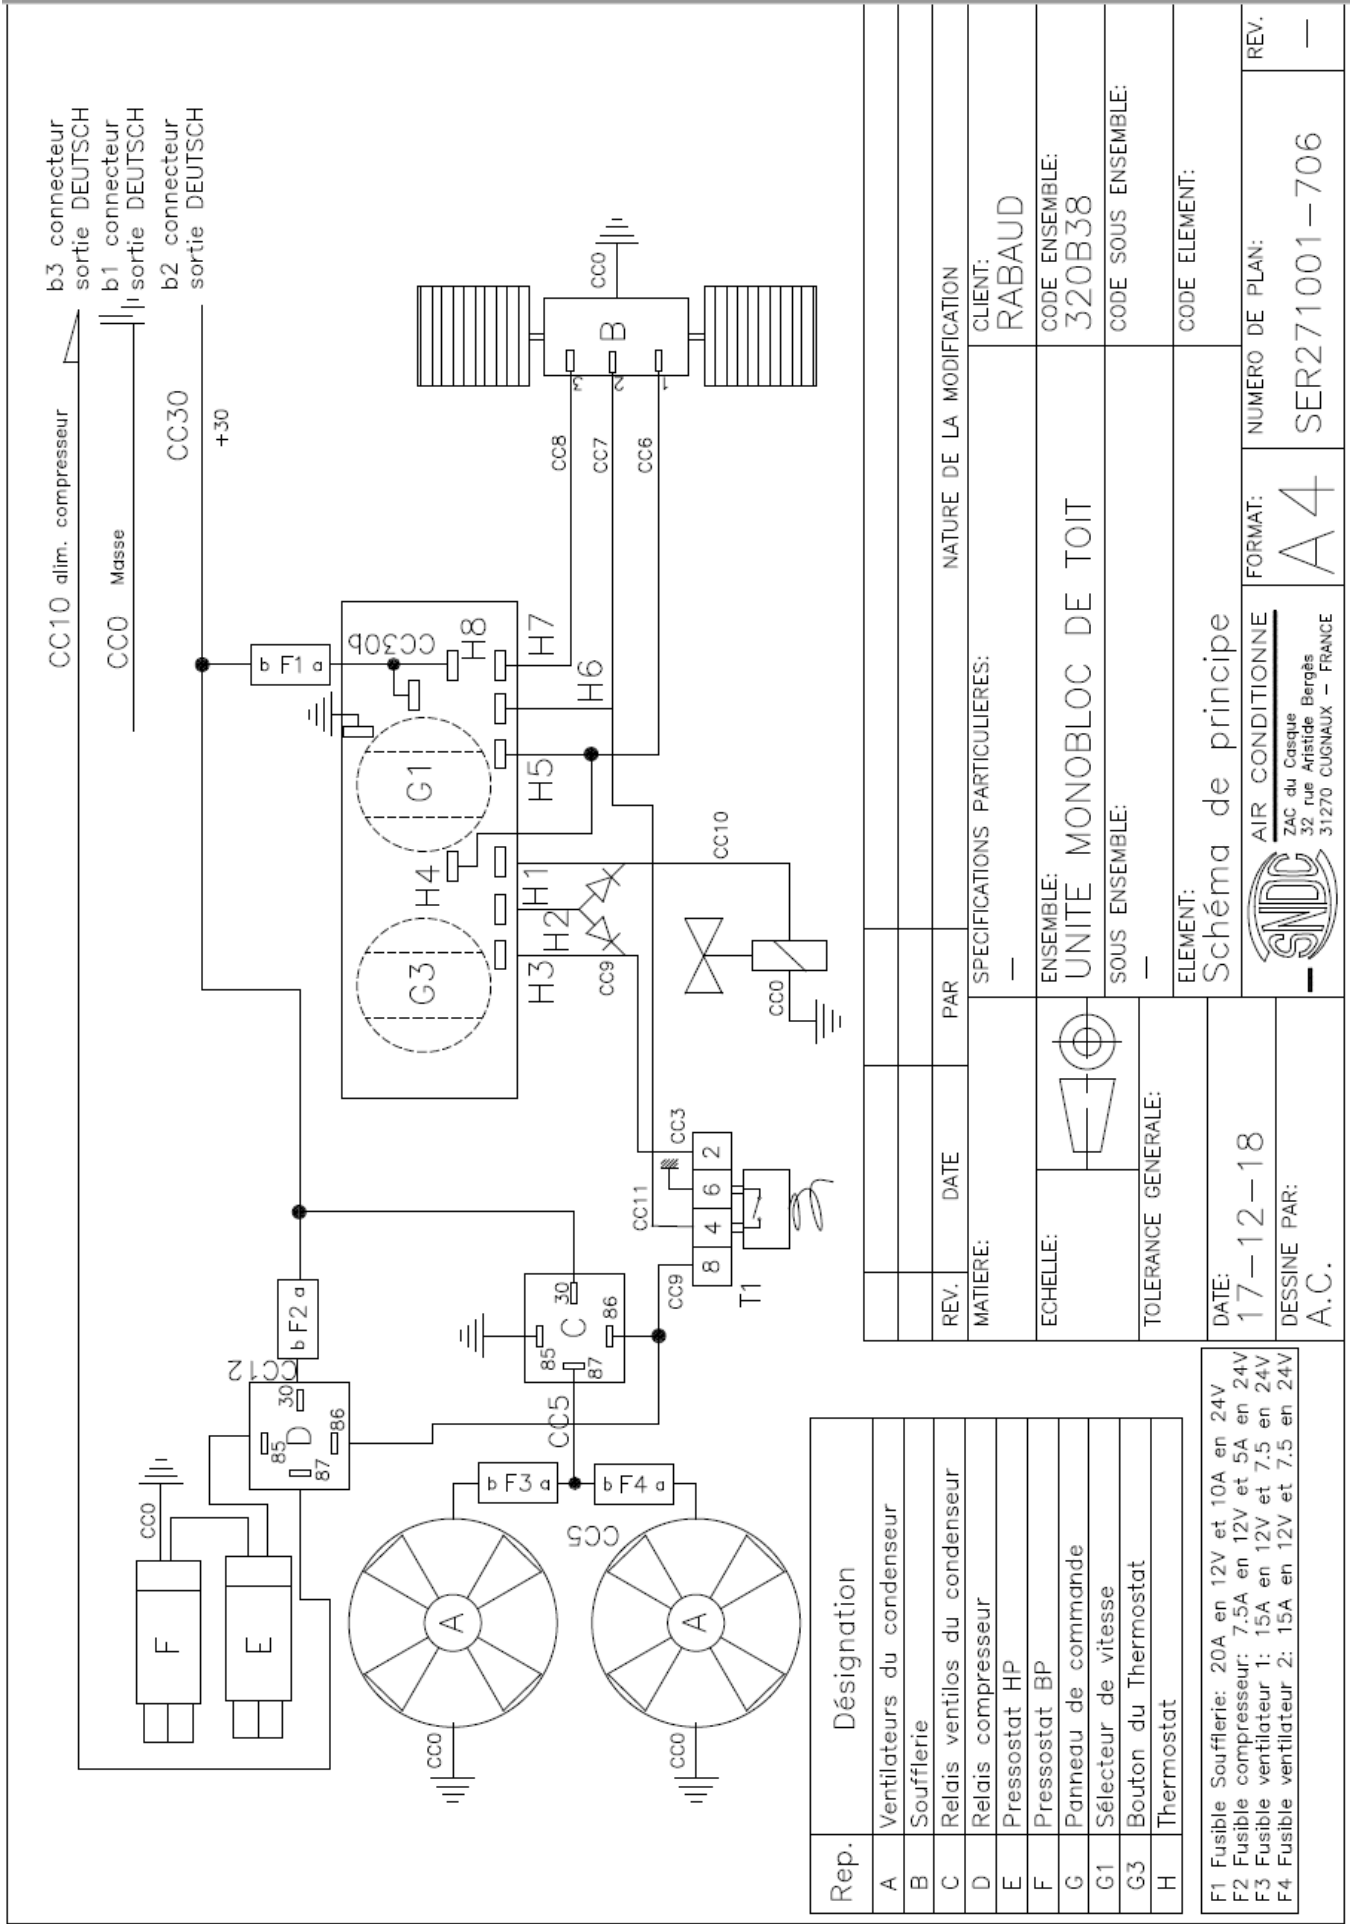 b3 connecteur
sortie DEUTSCH
b1 connecteur
sortie DEUTSCH
b2 connecteur
sortie DEUTSCH
CC10 alim. compresseur
CC0 Masse
CC30
+30
b F1 a
CC30b
H8
H7
H6
H5
H4
H1
H2
H3
G1
G3
CC8
CC7
CC6
3
2
1
B
CC0
CC10
CC9
CC0
CC3
CC11
CC9
8
4
6
2
T1
b F2 a
CC12
30
85
D
86
87
30
85
C
86
87
CC5
b F3 a
b F4 a
CC5
CC0
F
E
A
A
CC0
CC0
Rep.
Désignation
A Ventilateurs du condenseur
B Soufflerie
C Relais ventilos du condenseur
D Relais compresseur
E Pressostat HP
F Pressostat BP
G Panneau de commande
G1 Sélecteur de vitesse
G3 Bouton du Thermostat
H Thermostat
F1 Fusible Soufflerie: 20A en 12V et 10A en 24V
F2 Fusible compresseur: 7.5A en 12V et 5A en 24V
F3 Fusible ventilateur 1: 15A en 12V et 7.5 en 24V
F4 Fusible ventilateur 2: 15A en 12V et 7.5 en 24V
REV.
DATE
PAR
NATURE DE LA MODIFICATION
MATIERE:
SPECIFICATIONS PARTICULIERES:
—
CLIENT:
RABAUD
ECHELLE:
ENSEMBLE:
UNITE MONOBLOC DE TOIT
CODE ENSEMBLE:
320B38
SOUS ENSEMBLE:
—
CODE SOUS ENSEMBLE:
TOLERANCE GENERALE:
ELEMENT:
Schéma de principe
CODE ELEMENT:
DATE:
17-12-18
DESSINE PAR:
A.C.
SNDC
AIR CONDITIONNE
ZAC du Casque
32 rue Aristide Bergès
31270 CUGNAUX - FRANCE
FORMAT:
A4
NUMERO DE PLAN:
SER271001-706
REV.
—